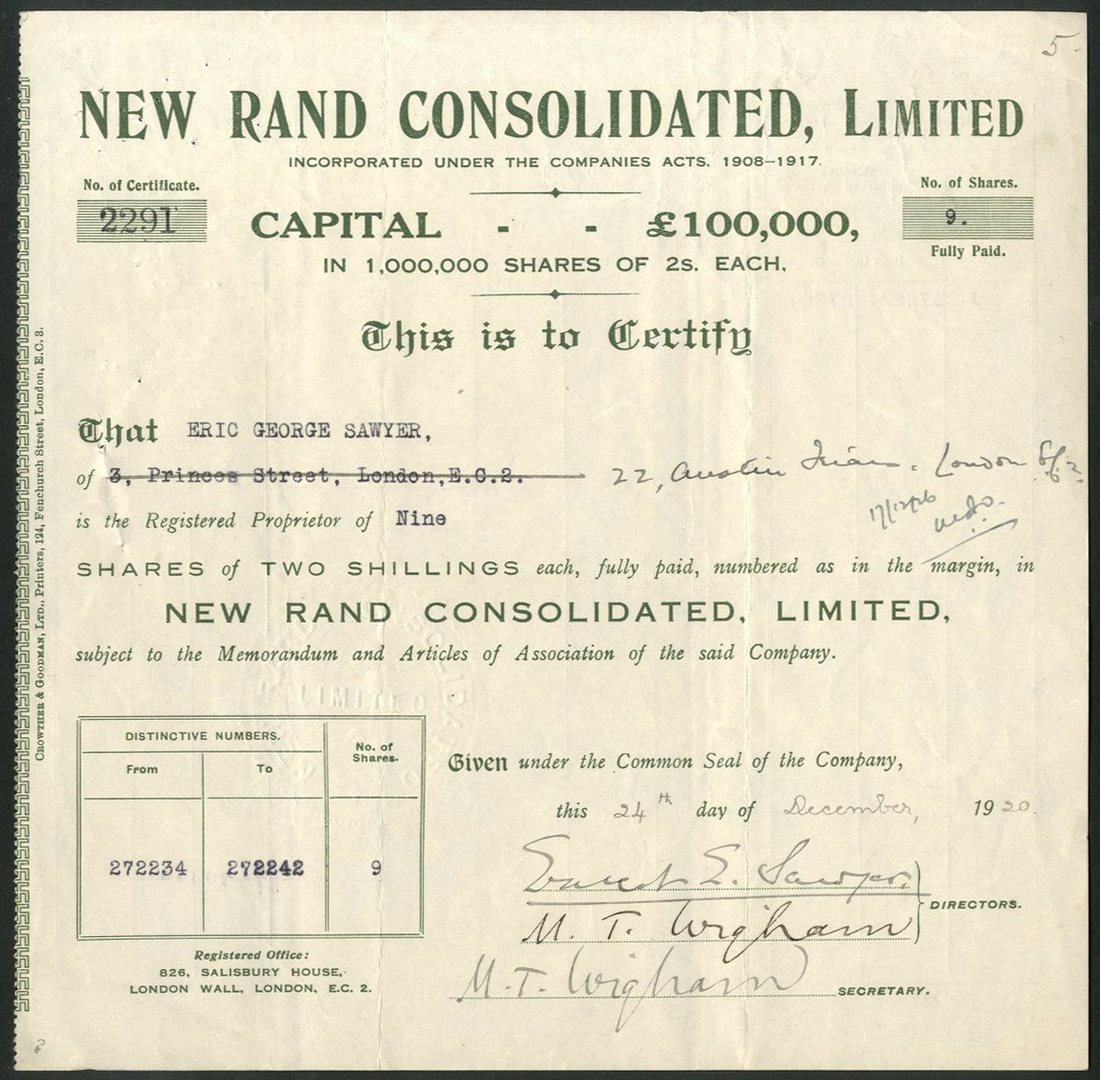 5-
NEW RAND CONSOLIDATED, LIMITED
INCORPORATED UNDER THE COMPANIES ACTS. 1908–1917.
No. of Certificate.
2291
No. of Shares.
9.
Fully Paid.
CAPITAL - - £100,000,
IN 1,000,000 SHARES OF 2s. EACH.
This is to Certify
That ERIC GEORGE SAWYER,
of 3, Princes Street, London, E.C.2. 22, Austin Friars. London E.C.2
is the Registered Proprietor of Nine
SHARES of TWO SHILLINGS each, fully paid, numbered as in the margin, in
NEW RAND CONSOLIDATED, LIMITED,
subject to the Memorandum and Articles of Association of the said Company.
LIMITED
DISTINCTIVE NUMBERS.
No. of Shares.
From To
272234 272242 9
Given under the Common Seal of the Company,
this 24th day of December, 1920.
Ernest E. Sawyer
M. T. Wigham
DIRECTORS.
M. T. Wigham
SECRETARY.
Registered Office:
826, SALISBURY HOUSE,
LONDON WALL, LONDON, E.C. 2.
CROWTHER & GOODMAN, LTD., Printers, 124, Fenchurch Street, London, E.C. 3.